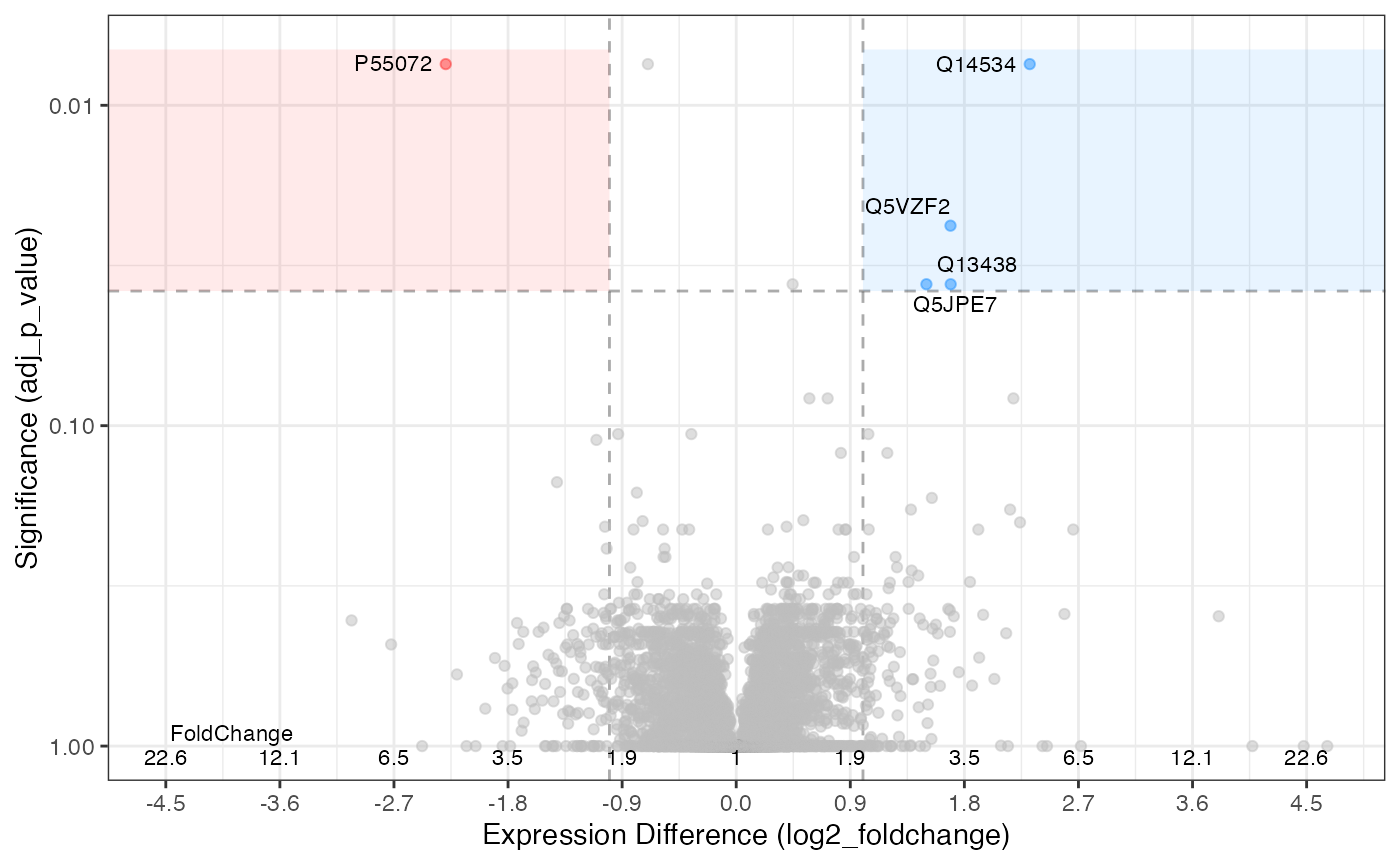 P55072
Q14534
0.01
Q5VZF2
Q13438
Q5JPE7
Significance (adj_p_value)
0.10
FoldChange
1.00
22.6 12.1 6.5 3.5 1.9 1 1.9 3.5 6.5 12.1 22.6
-4.5 -3.6 -2.7 -1.8 -0.9 0.0 0.9 1.8 2.7 3.6 4.5
Expression Difference (log2_foldchange)